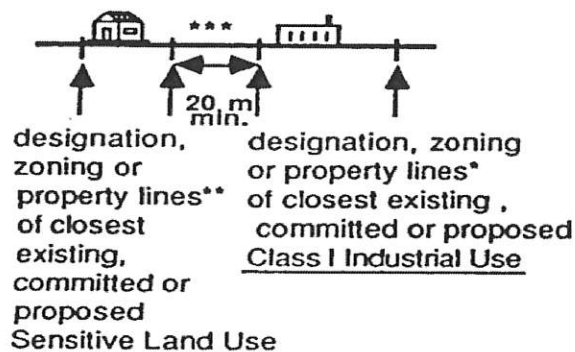 ***
20 m
min.
designation,
zoning or
property lines**
of closest
existing,
committed or
proposed
Sensitive Land Use
designation, zoning
or property lines*
of closest existing ,
committed or proposed
Class I Industrial Use